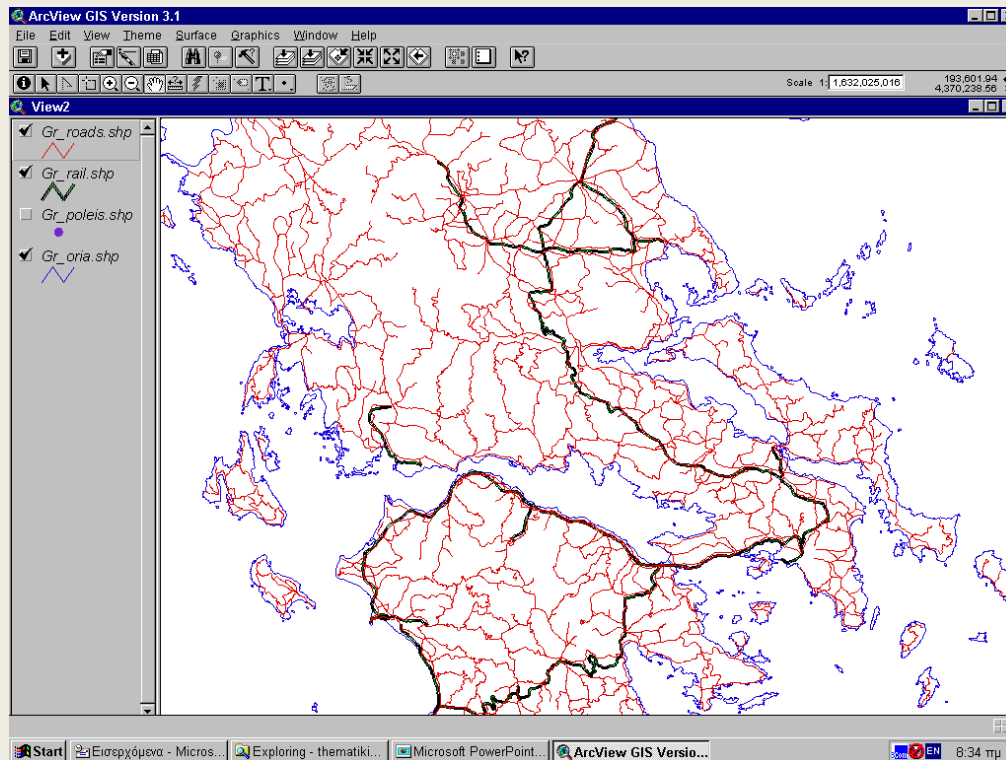 ArcView GIS Version 3.1
File Edit View Theme Surface Graphics Window Help
Scale 1: 1,632,025,016
193,601.94
4,370,238.56
View2
Gr_roads.shp
Gr_rail.shp
Gr_poleis.shp
Gr_oria.shp
Start Εισερχόμενα - Micros... Exploring - thematiki... Microsoft PowerPoint... ArcView GIS Versio... EN 8:34 πμ